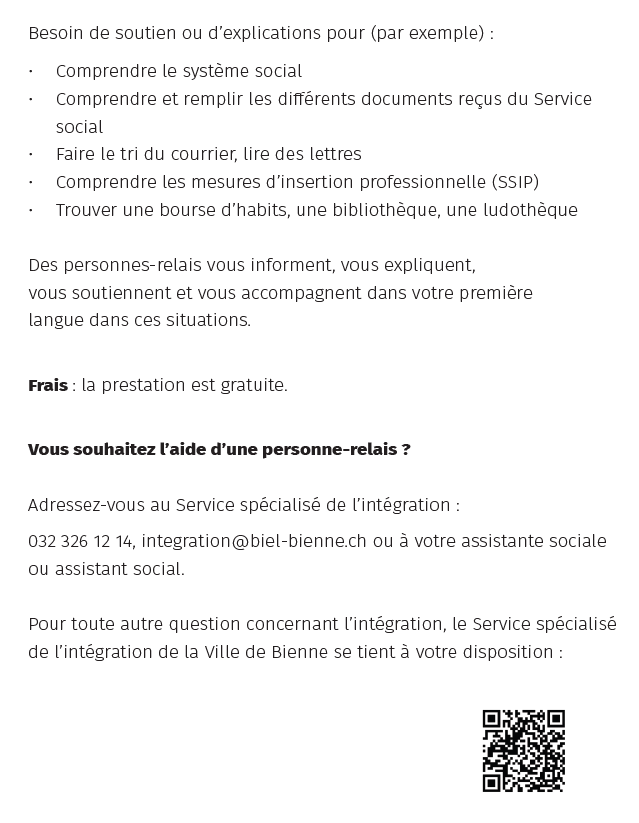 Besoin de soutien ou d’explications pour (par exemple) :
· Comprendre le système social
· Comprendre et remplir les différents documents reçus du Service
social
· Faire le tri du courrier, lire des lettres
· Comprendre les mesures d’insertion professionnelle (SSIP)
· Trouver une bourse d’habits, une bibliothèque, une ludothèque
Des personnes-relais vous informent, vous expliquent,
vous soutiennent et vous accompagnent dans votre première
langue dans ces situations.
Frais : la prestation est gratuite.
Vous souhaitez l’aide d’une personne-relais ?
Adressez-vous au Service spécialisé de l’intégration :
032 326 12 14, integration@biel-bienne.ch ou à votre assistante sociale
ou assistant social.
Pour toute autre question concernant l’intégration, le Service spécialisé
de l’intégration de la Ville de Bienne se tient à votre disposition :